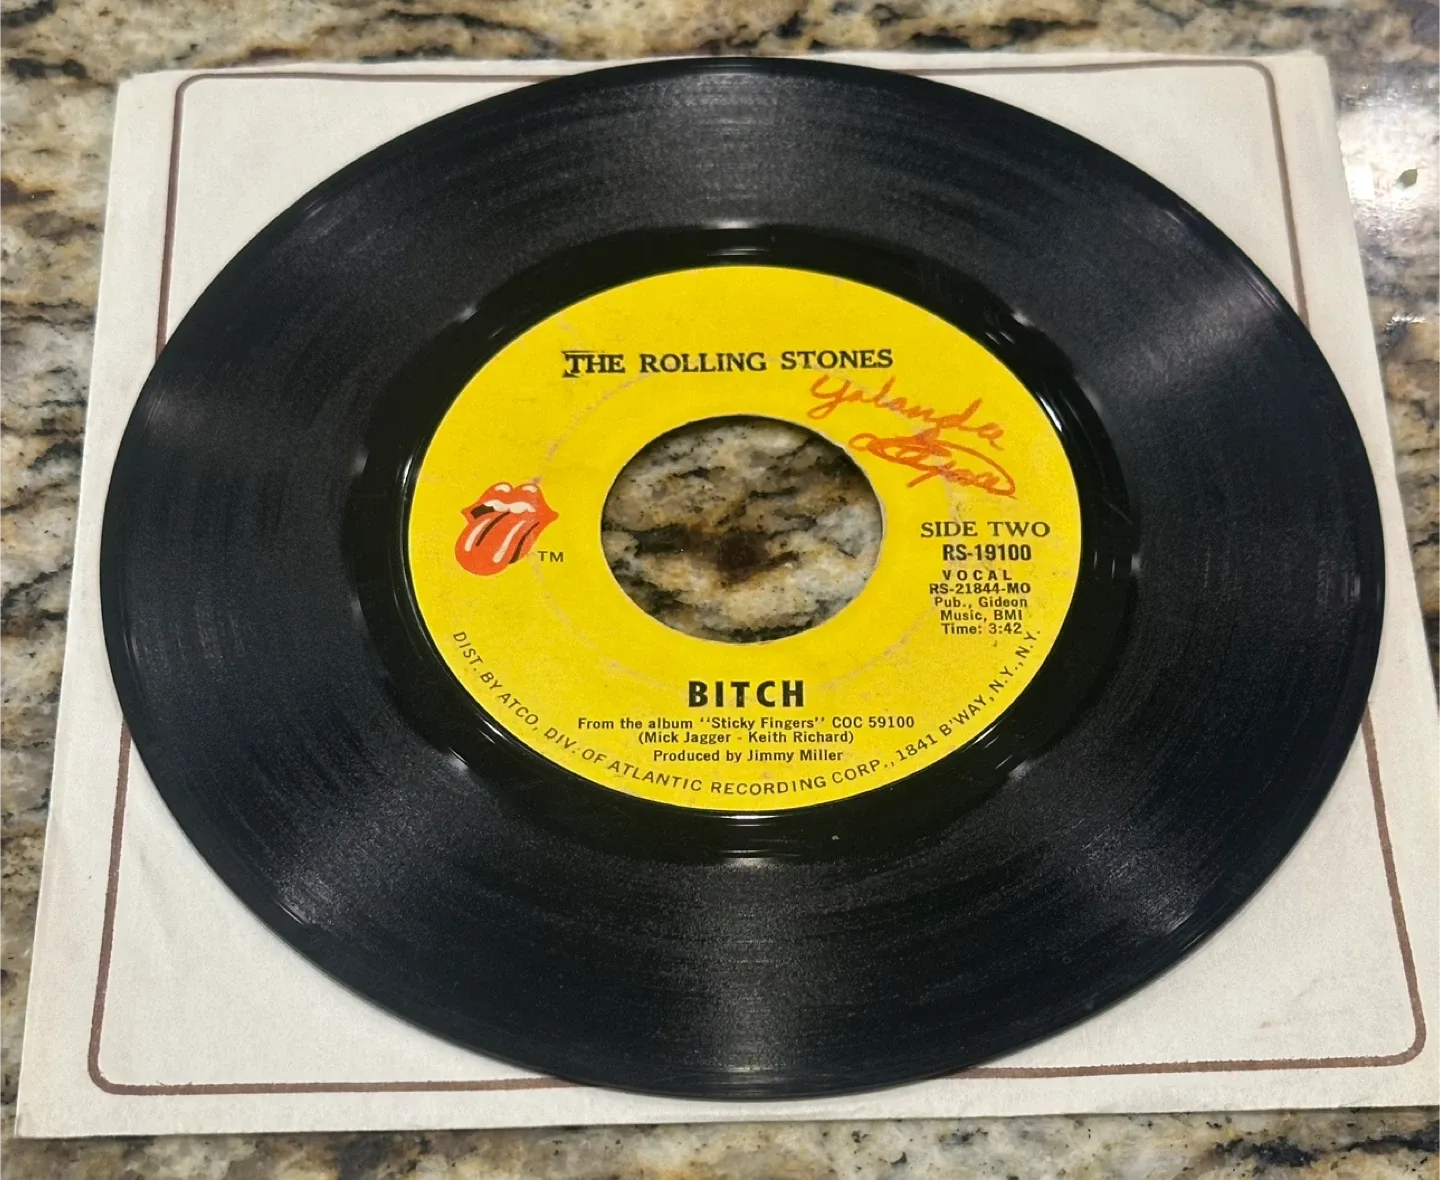 THE ROLLING STONES
Yalanda
TM
SIDE TWO
RS-19100
VOCAL
RS-21844-MO
Pub., Gideon
Music, BMI
Time: 3:42
BITCH
From the album "Sticky Fingers" COC 59100
(Mick Jagger - Keith Richard)
Produced by Jimmy Miller
DIST. BY ATCO, DIV. OF ATLANTIC RECORDING CORP., 1841 B'WAY, N.Y., N.Y.